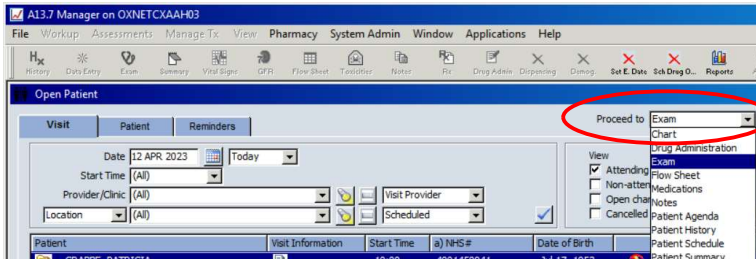 A13.7 Manager on OXNETCXAAH03
File Workup Assessments Manage Tx View Pharmacy System Admin Window Applications Help
Hx
Rx
History Data Entry Exam Summary Vital Signs GFR Flow Sheet Toxicities Notes Rx Drug Admin Dispensing Demog. Set E. Date Sch Drug O... Reports
Open Patient
Visit Patient Reminders
Proceed to Exam
Chart
Drug Administration
Exam
Flow Sheet
Medications
Notes
Patient Agenda
Patient History
Patient Schedule
Patient Summary
Date 12 APR 2023 Today
Start Time (All)
Provider/Clinic (All) Visit Provider
Location (All) Scheduled
View
Attending
Non-atten
Open char
Cancelled
Patient Visit Information Start Time a) NHS# Date of Birth
PATRICIA